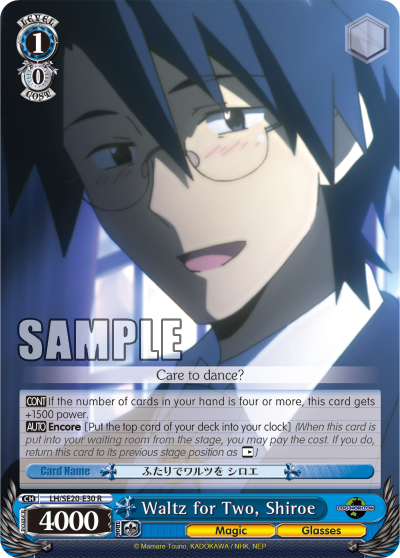 LEVEL
1
0
COST
SAMPLE
Care to dance?
CONT If the number of cards in your hand is four or more, this card gets
+1500 power.
AUTO Encore [Put the top card of your deck into your clock] (When this card is
put into your waiting room from the stage, you may pay the cost. If you do,
return this card to its previous stage position as
Card Name
ふたりでワルツを シロエ
CH LH/SE20-E30 R
POWER
4000
SOUL
Waltz for Two, Shiroe
Magic
Glasses
© Mamare Touno, KADOKAWA / NHK, NEP